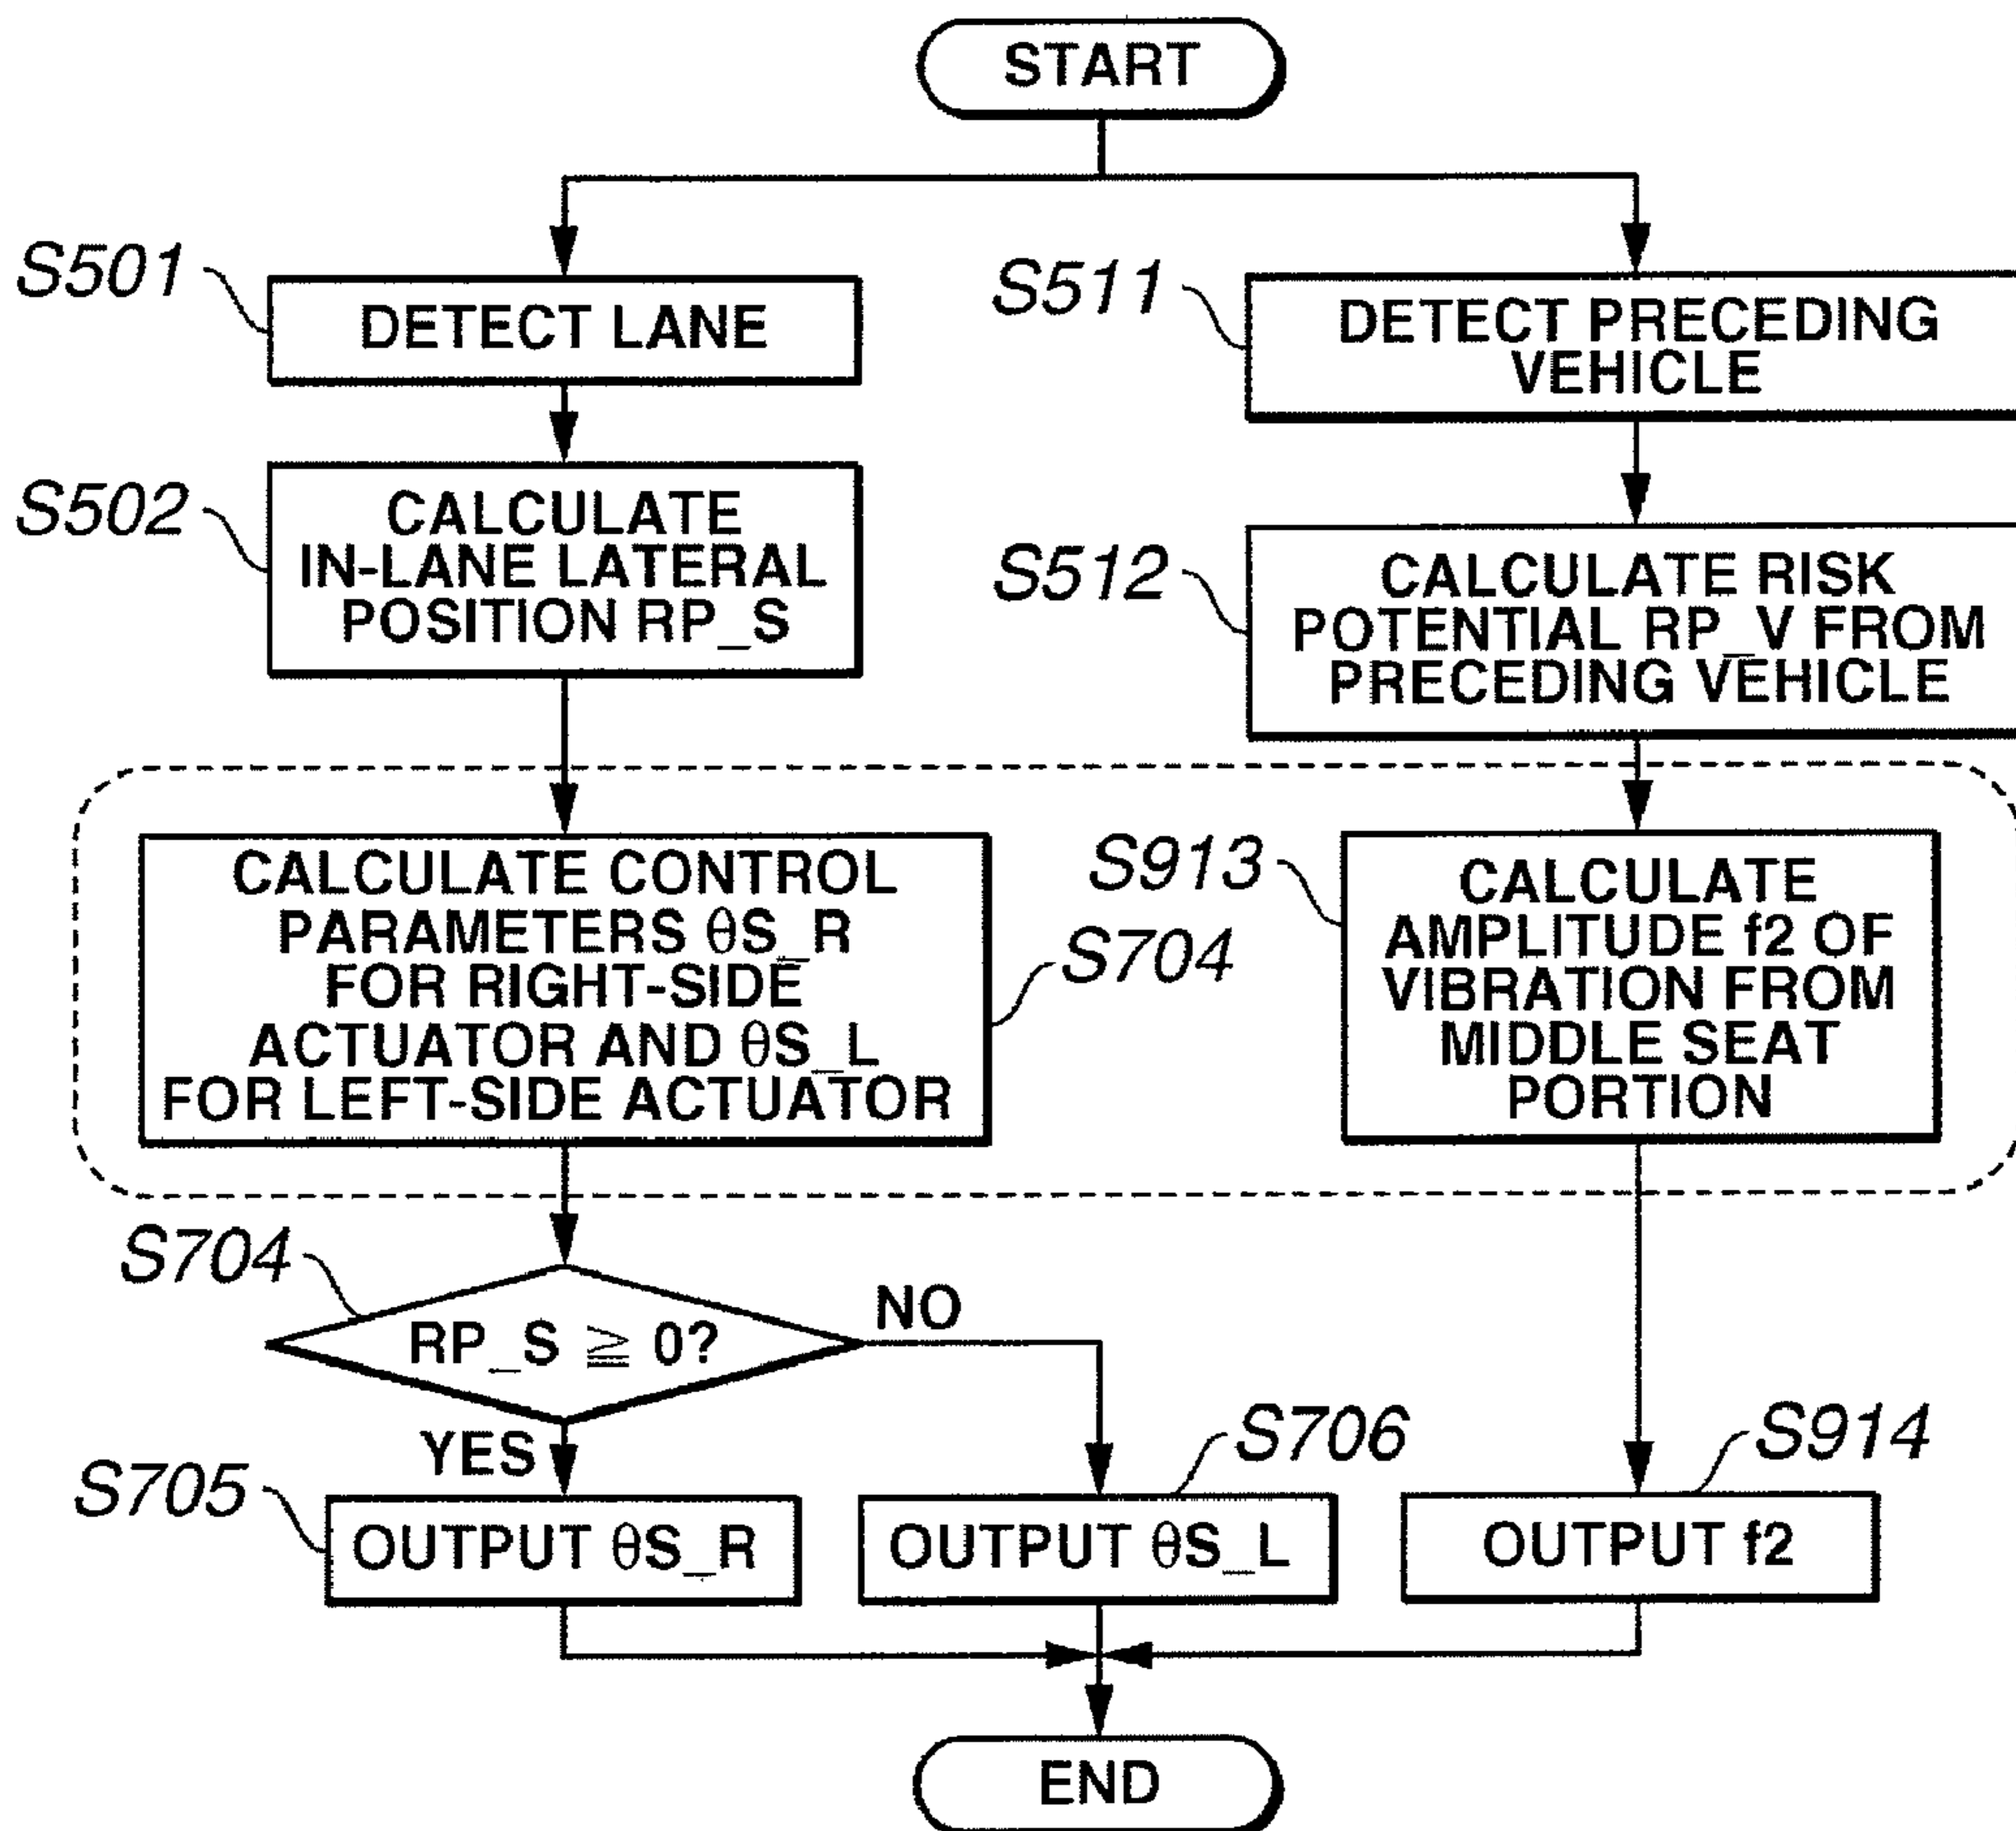 START
S501
DETECT LANE
S511
DETECT PRECEDING
VEHICLE
S502
CALCULATE
IN-LANE LATERAL
POSITION RP_S
S512
CALCULATE RISK
POTENTIAL RP_V FROM
PRECEDING VEHICLE
CALCULATE CONTROL
PARAMETERS θS_R
FOR RIGHT-SIDE
ACTUATOR AND θS_L
FOR LEFT-SIDE ACTUATOR
S704
S913
CALCULATE
AMPLITUDE f2 OF
VIBRATION FROM
MIDDLE SEAT
PORTION
S704
RP_S ≧ 0?
NO
YES
S705
OUTPUT θS_R
S706
OUTPUT θS_L
S914
OUTPUT f2
END